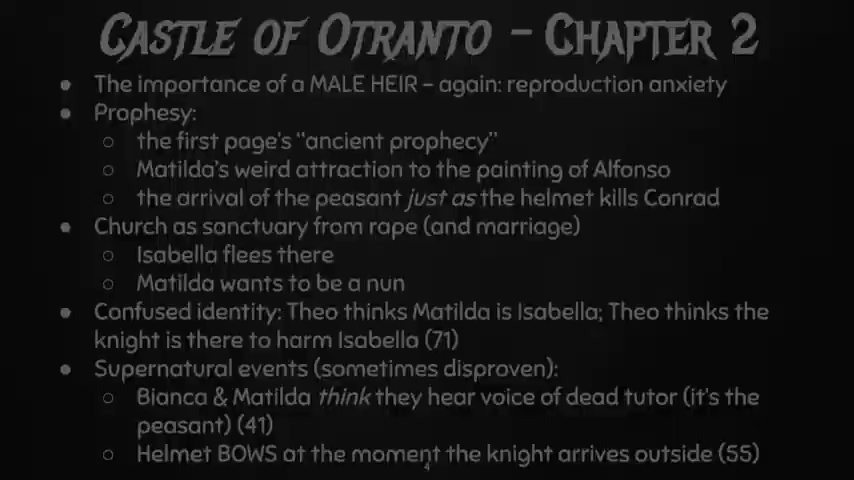 Castle of Otranto - Chapter 2
● The importance of a MALE HEIR - again: reproduction anxiety
● Prophesy:
○ the first page's "ancient prophecy"
○ Matilda's weird attraction to the painting of Alfonso
○ the arrival of the peasant just as the helmet kills Conrad
● Church as sanctuary from rape (and marriage)
○ Isabella flees there
○ Matilda wants to be a nun
● Confused identity: Theo thinks Matilda is Isabella; Theo thinks the
knight is there to harm Isabella (71)
● Supernatural events (sometimes disproven):
○ Bianca & Matilda think they hear voice of dead tutor (it's the
peasant) (41)
○ Helmet BOWS at the moment the knight arrives outside (55)
4